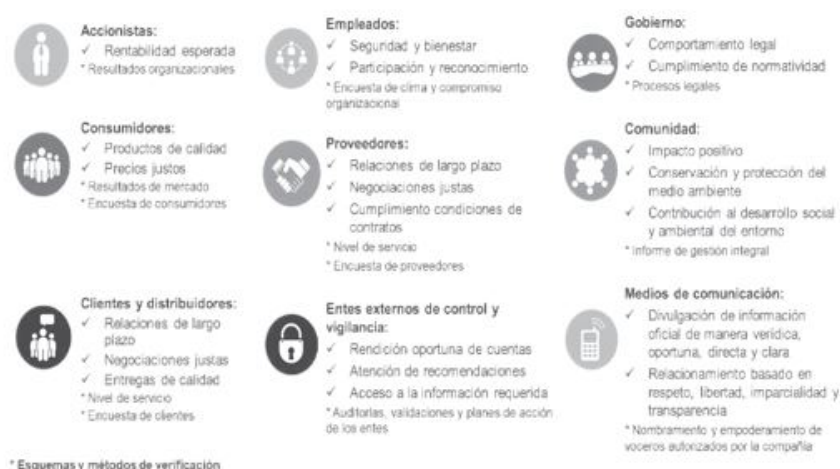 Accionistas:
✓ Rentabilidad esperada
* Resultados organizacionales
Empleados:
✓ Seguridad y bienestar
✓ Participación y reconocimiento
* Encuesta de clima y compromiso
organizacional
Gobierno:
✓ Comportamiento legal
✓ Cumplimiento de normatividad
* Procesos legales
Consumidores:
✓ Productos de calidad
✓ Precios justos
* Resultados de mercado
* Encuesta de consumidores
Proveedores:
✓ Relaciones de largo plazo
✓ Negociaciones justas
✓ Cumplimiento condiciones de
contratos
* Nivel de servicio
* Encuesta de proveedores
Comunidad:
✓ Impacto positivo
✓ Conservación y protección del
medio ambiente
✓ Contribución al desarrollo social
y ambiental del entorno
* Informe de gestión integral
Clientes y distribuidores:
✓ Relaciones de largo
plazo
✓ Negociaciones justas
✓ Entregas de calidad
* Nivel de servicio
* Encuesta de clientes
Entes externos de control y
vigilancia:
✓ Rendición oportuna de cuentas
✓ Atención de recomendaciones
✓ Acceso a la información requerida
* Auditorías, validaciones y planes de acción
de los entes
Medios de comunicación:
✓ Divulgación de información
oficial de manera verídica,
oportuna, directa y clara
✓ Relacionamiento basado en
respeto, libertad, imparcialidad y
transparencia
* Nombramiento y empoderamiento de
voceros autorizados por la compañía
* Esquemas y métodos de verificación